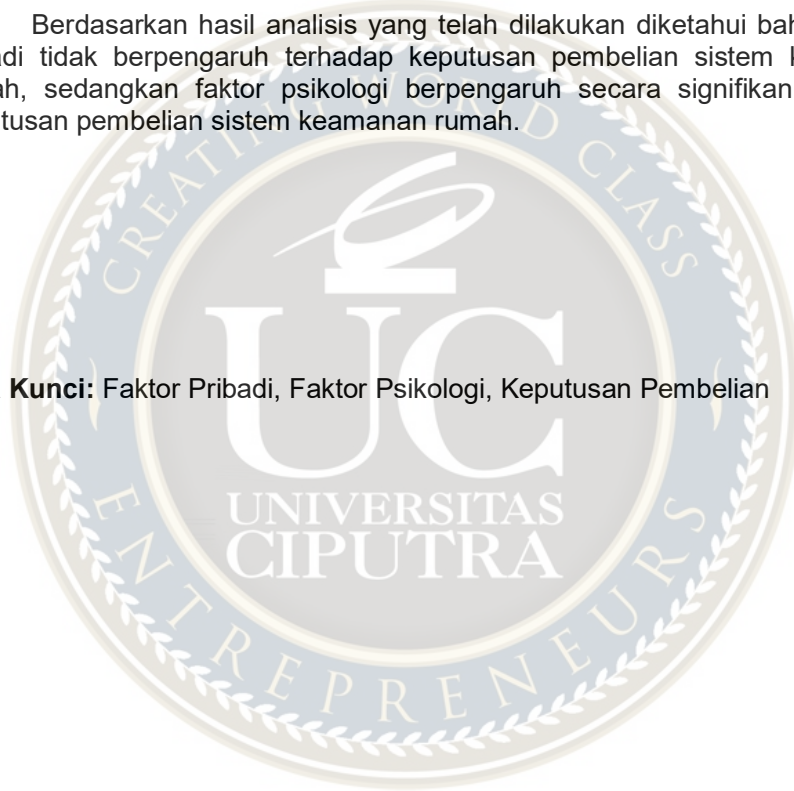 Berdasarkan hasil analisis yang telah dilakukan diketahui bah
adi tidak berpengaruh terhadap keputusan pembelian sistem k
ah, sedangkan faktor psikologi berpengaruh secara signifikan
tusan pembelian sistem keamanan rumah.
Kunci: Faktor Pribadi, Faktor Psikologi, Keputusan Pembelian
CREATING WORLD CLASS
UC
UNIVERSITAS
CIPUTRA
ENTREPRENEURS